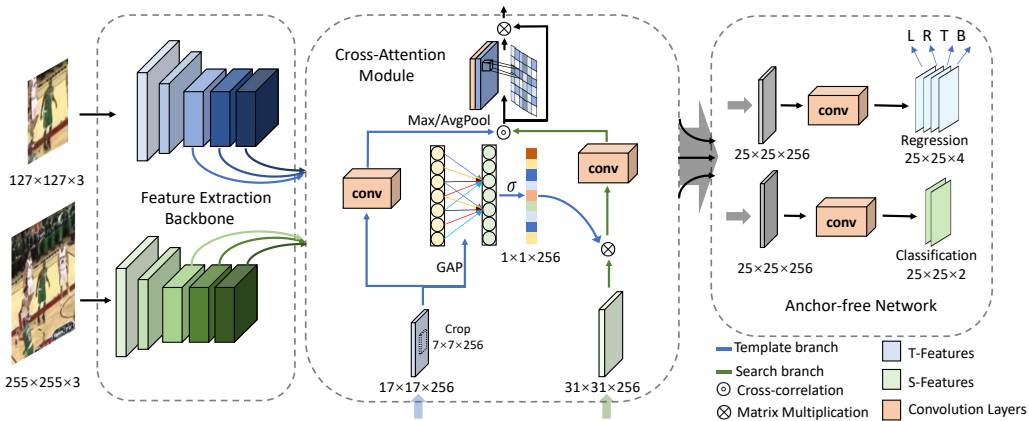 127×127×3
255×255×3
Feature Extraction
Backbone
Cross-Attention
Module
Max/AvgPool
conv
conv
σ
GAP
1×1×256
Crop
7×7×256
17×17×256
31×31×256
L R T B
conv
25×25×256
Regression
25×25×4
conv
25×25×256
Classification
25×25×2
Anchor-free Network
Template branch
Search branch
Cross-correlation
Matrix Multiplication
T-Features
S-Features
Convolution Layers